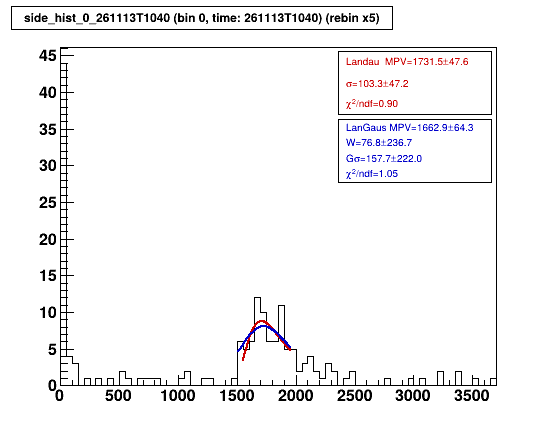 side_hist_0_261113T1040 (bin 0, time: 261113T1040) (rebin x5)
Landau MPV=1731.5±47.6
σ=103.3±47.2
χ²/ndf=0.90
LanGaus MPV=1662.9±64.3
W=76.8±236.7
Gσ=157.7±222.0
χ²/ndf=1.05
45
40
35
30
25
20
15
10
5
0
0 500 1000 1500 2000 2500 3000 3500